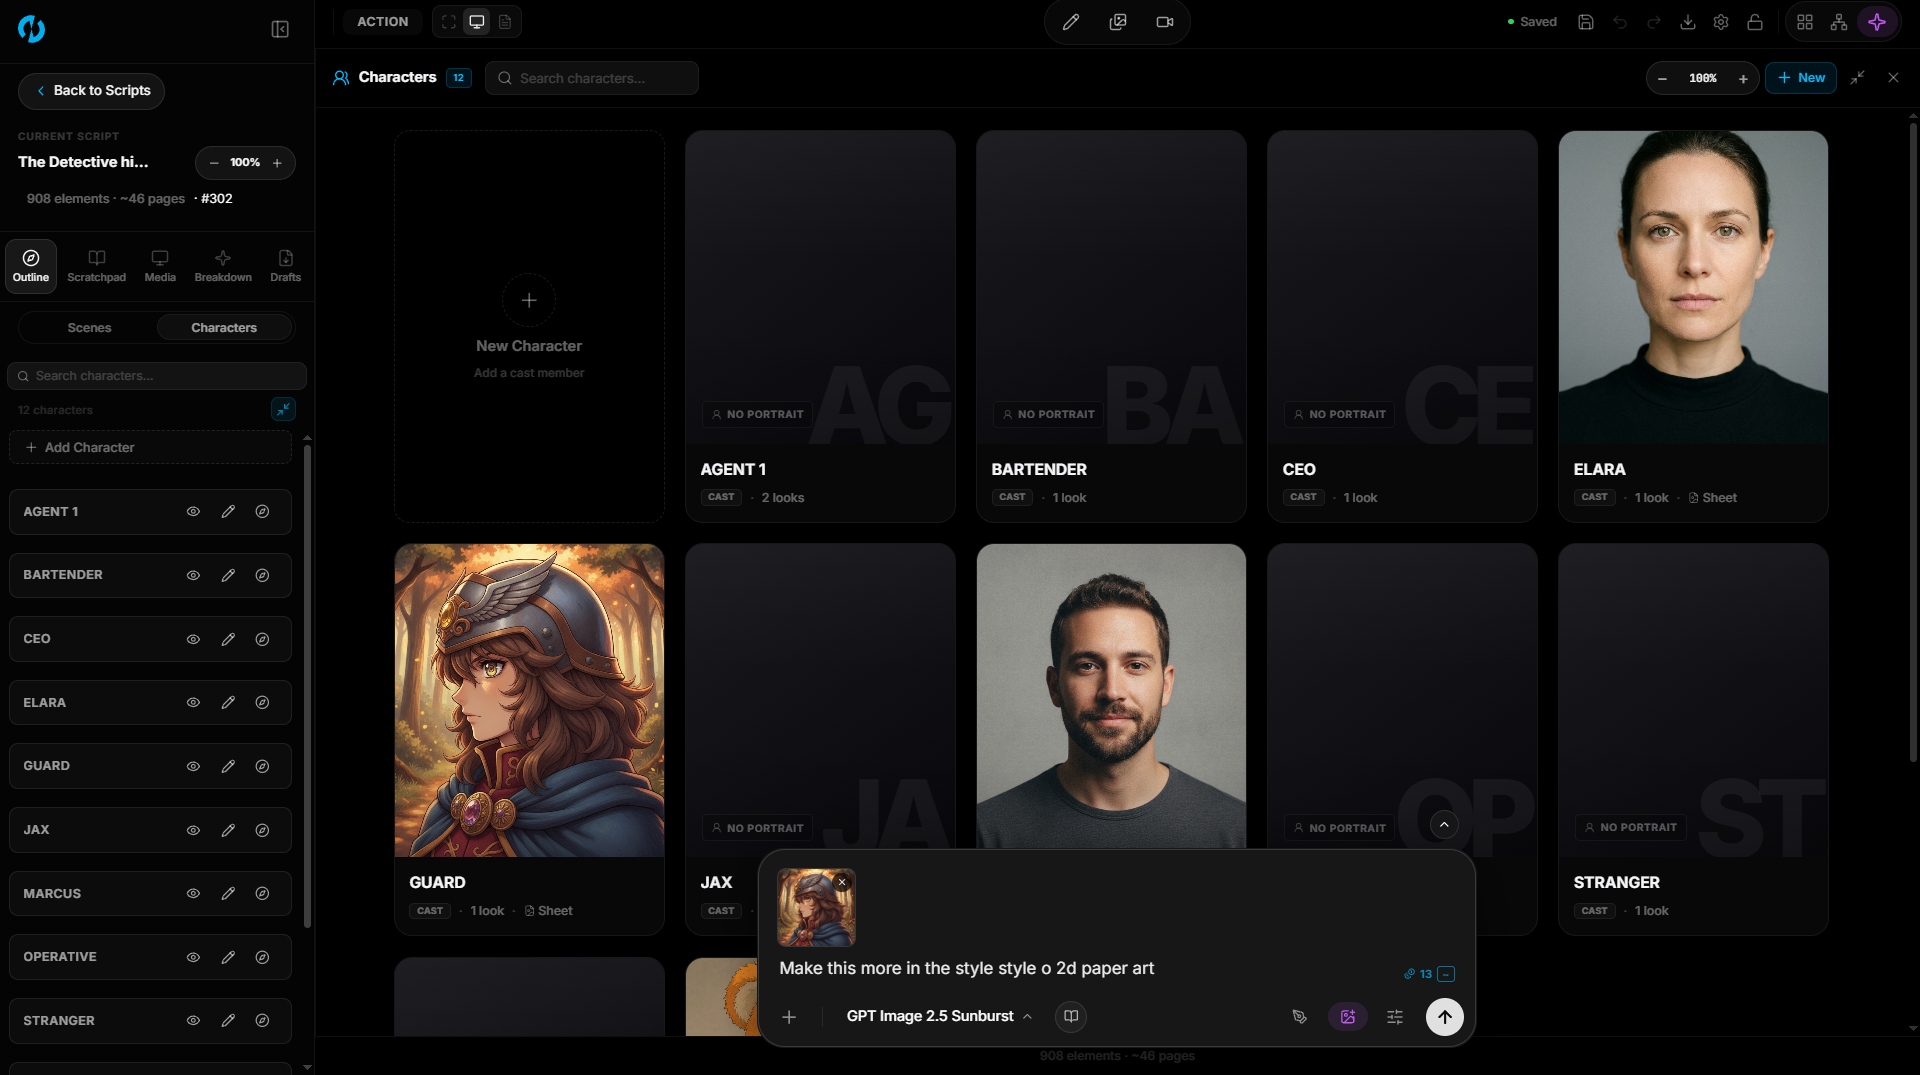 ACTION
Saved
Back to Scripts
CURRENT SCRIPT
The Detective hi...
100%
908 elements · ~46 pages · #302
Outline
Scratchpad
Media
Breakdown
Drafts
Scenes
Characters
Search characters...
12 characters
Add Character
AGENT 1
BARTENDER
CEO
ELARA
GUARD
JAX
MARCUS
OPERATIVE
STRANGER
Characters
12
Search characters...
100%
New
New Character
Add a cast member
AG
NO PORTRAIT
AGENT 1
CAST · 2 looks
BA
NO PORTRAIT
BARTENDER
CAST · 1 look
CE
NO PORTRAIT
CEO
CAST · 1 look
ELARA
CAST · 1 look · Sheet
GUARD
CAST · 1 look · Sheet
JA
NO PORTRAIT
JAX
CAST ·
OP
NO PORTRAIT
ST
NO PORTRAIT
STRANGER
CAST · 1 look
Make this more in the style style o 2d paper art
13
GPT Image 2.5 Sunburst
908 elements · ~46 pages